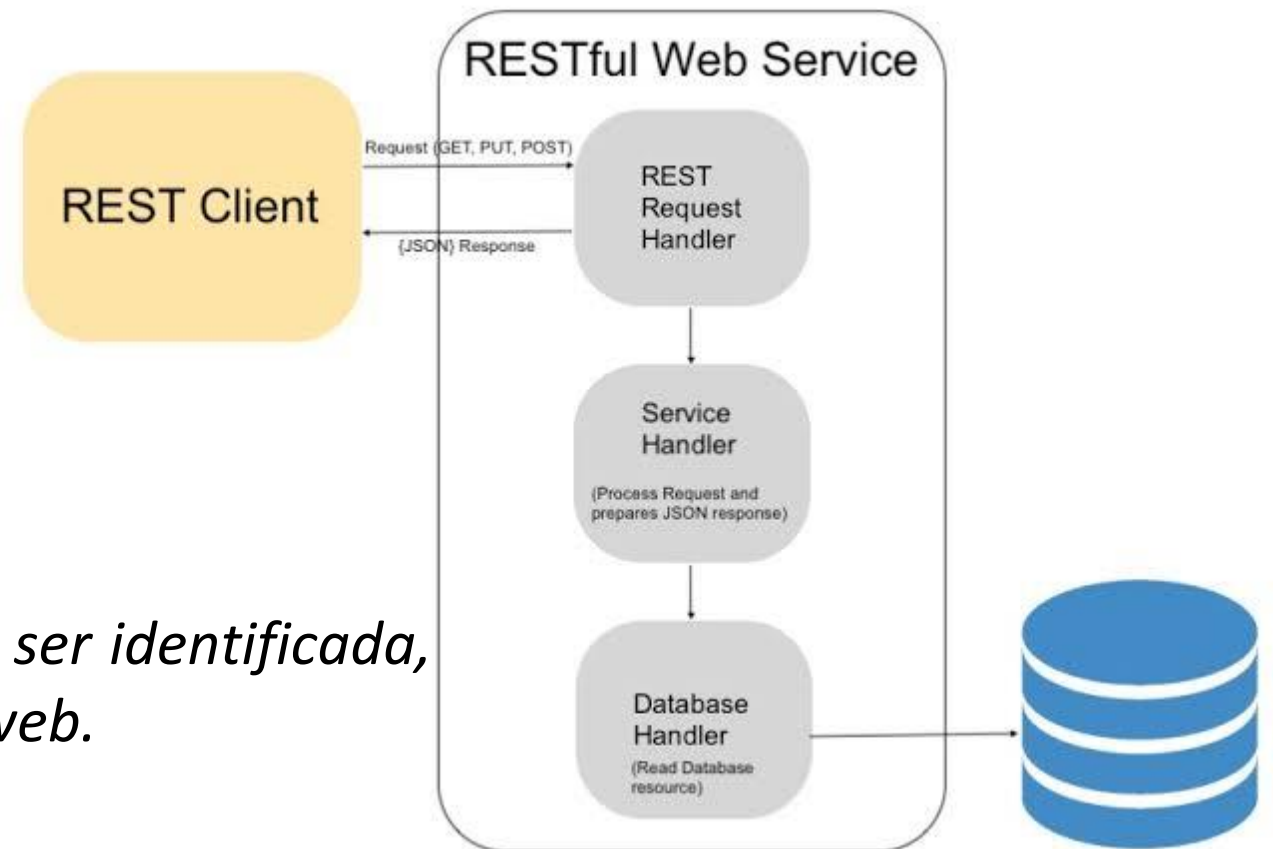 RESTful Web Service
REST Client
Request (GET, PUT, POST)
{JSON} Response
REST
Request
Handler
Service
Handler
(Process Request and
prepares JSON response)
Database
Handler
(Read Database
resource)
ser identificada,